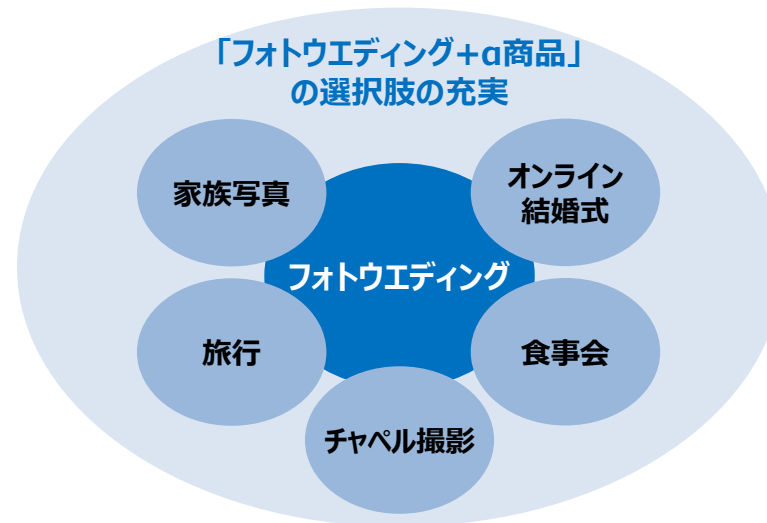 「フォトウエディング+α商品」
の選択肢の充実
家族写真
オンライン
結婚式
フォトウエディング
旅行
食事会
チャペル撮影